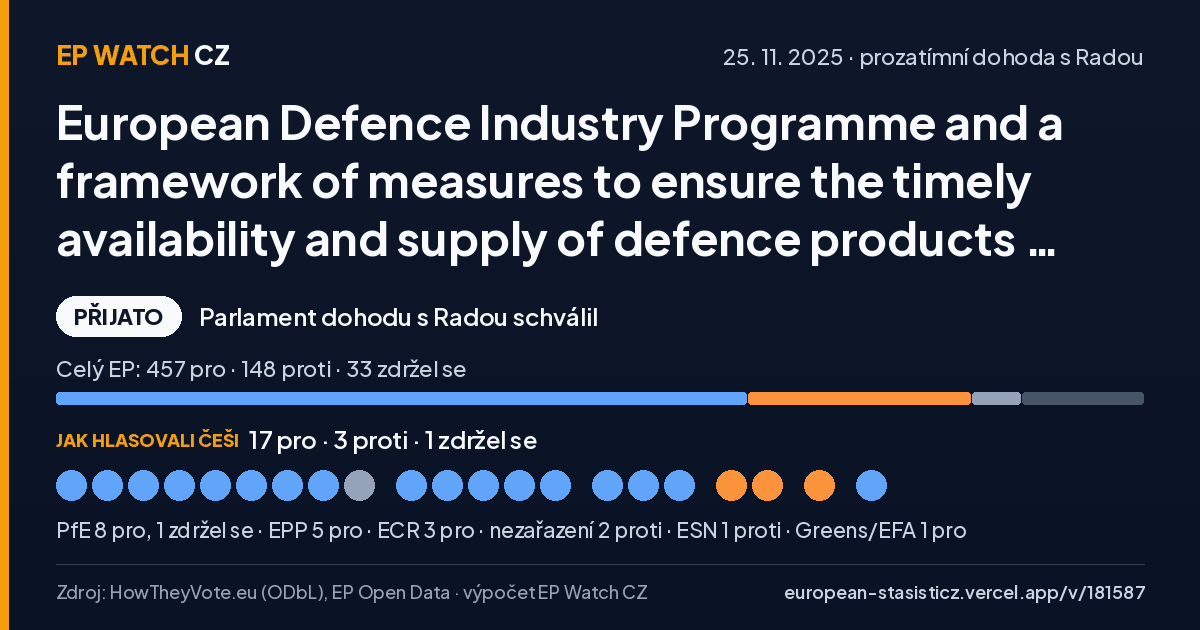 EP WATCH CZ
25. 11. 2025 · prozatímní dohoda s Radou
European Defence Industry Programme and a
framework of measures to ensure the timely
availability and supply of defence products …
PŘIJATO Parlament dohodu s Radou schválil
Celý EP: 457 pro · 148 proti · 33 zdržel se
JAK HLASOVALI ČEŠI 17 pro · 3 proti · 1 zdržel se
PfE 8 pro, 1 zdržel se · EPP 5 pro · ECR 3 pro · nezařazení 2 proti · ESN 1 proti · Greens/EFA 1 pro
Zdroj: HowTheyVote.eu (ODbL), EP Open Data · výpočet EP Watch CZ
european-stasisticz.vercel.app/v/181587